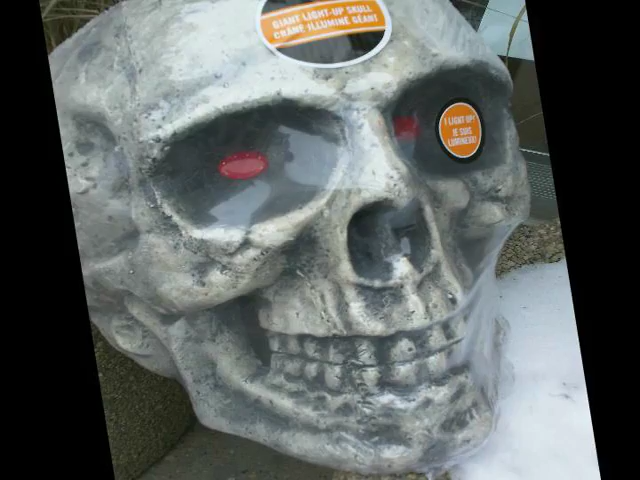 GIANT LIGHT-UP SKULL
CRÂNE ILLUMINÉ GÉANT
I LIGHT-UP!
JE SUIS
LUMINEUX!